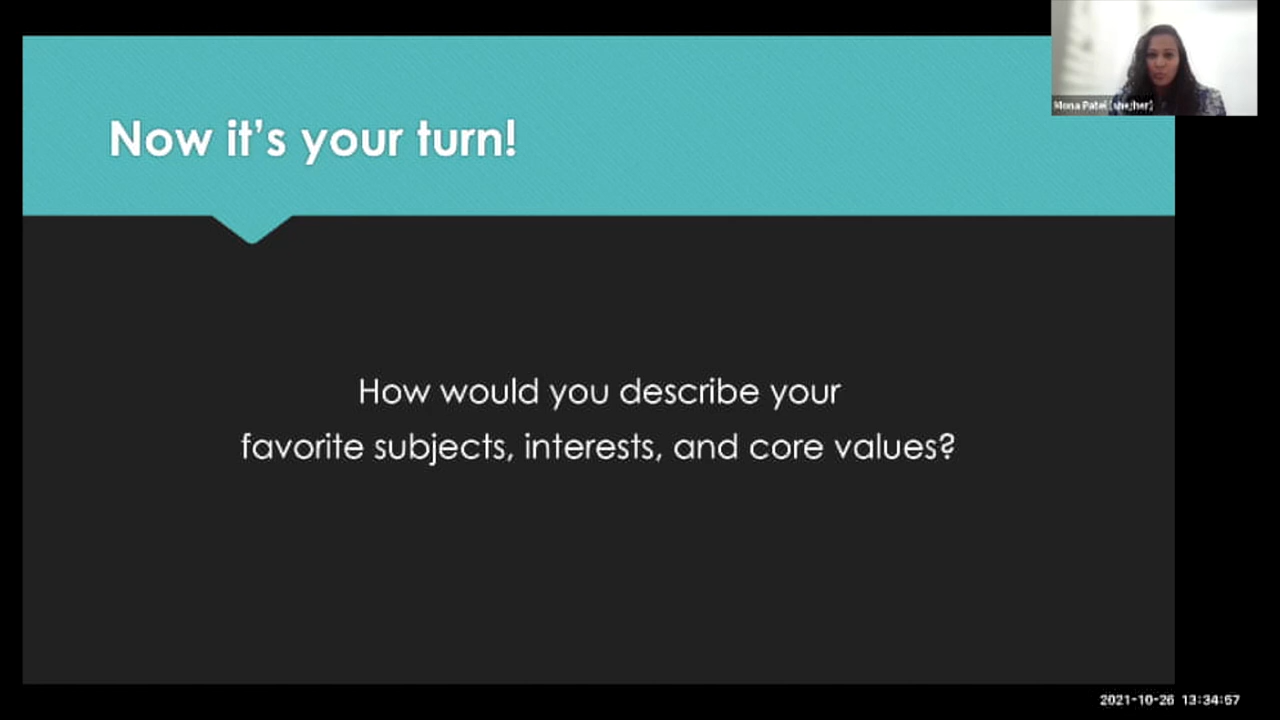 Now it's your turn!
Mona Patel (she/her)
How would you describe your
favorite subjects, interests, and core values?
2021-10-26 13:34:57